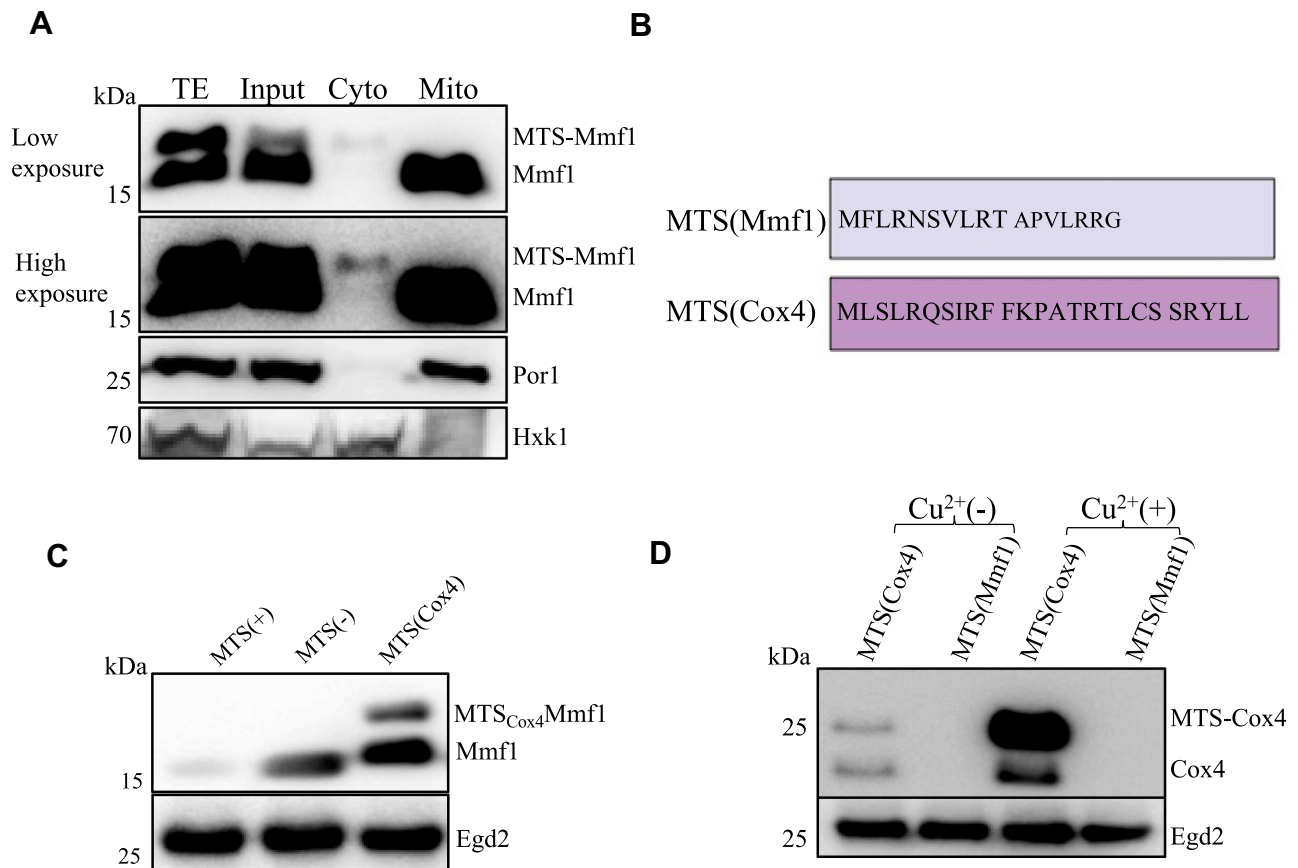 A
kDa TE Input Cyto Mito
Low exposure
MTS-Mmf1
Mmf1
15
High exposure
MTS-Mmf1
Mmf1
15
25
Por1
70
Hxk1
B
MTS(Mmf1) MFLRNSVLRT APVLRRG
MTS(Cox4) MLSLRQSIRF FKPATRTLCS SRYLL
C
MTS(+) MTS(-) MTS(Cox4)
kDa
MTSCox4Mmf1
Mmf1
15
Egd2
25
D
Cu2+(-) Cu2+(+)
MTS(Cox4) MTS(Mmf1) MTS(Cox4) MTS(Mmf1)
kDa
25
MTS-Cox4
Cox4
25
Egd2